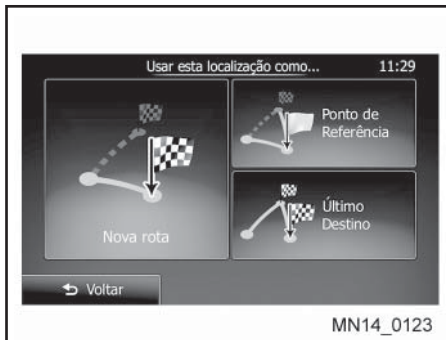 Usar esta localização como...
11:29
Nova rota
Ponto de
Referência
Último
Destino
Voltar
MN14_0123